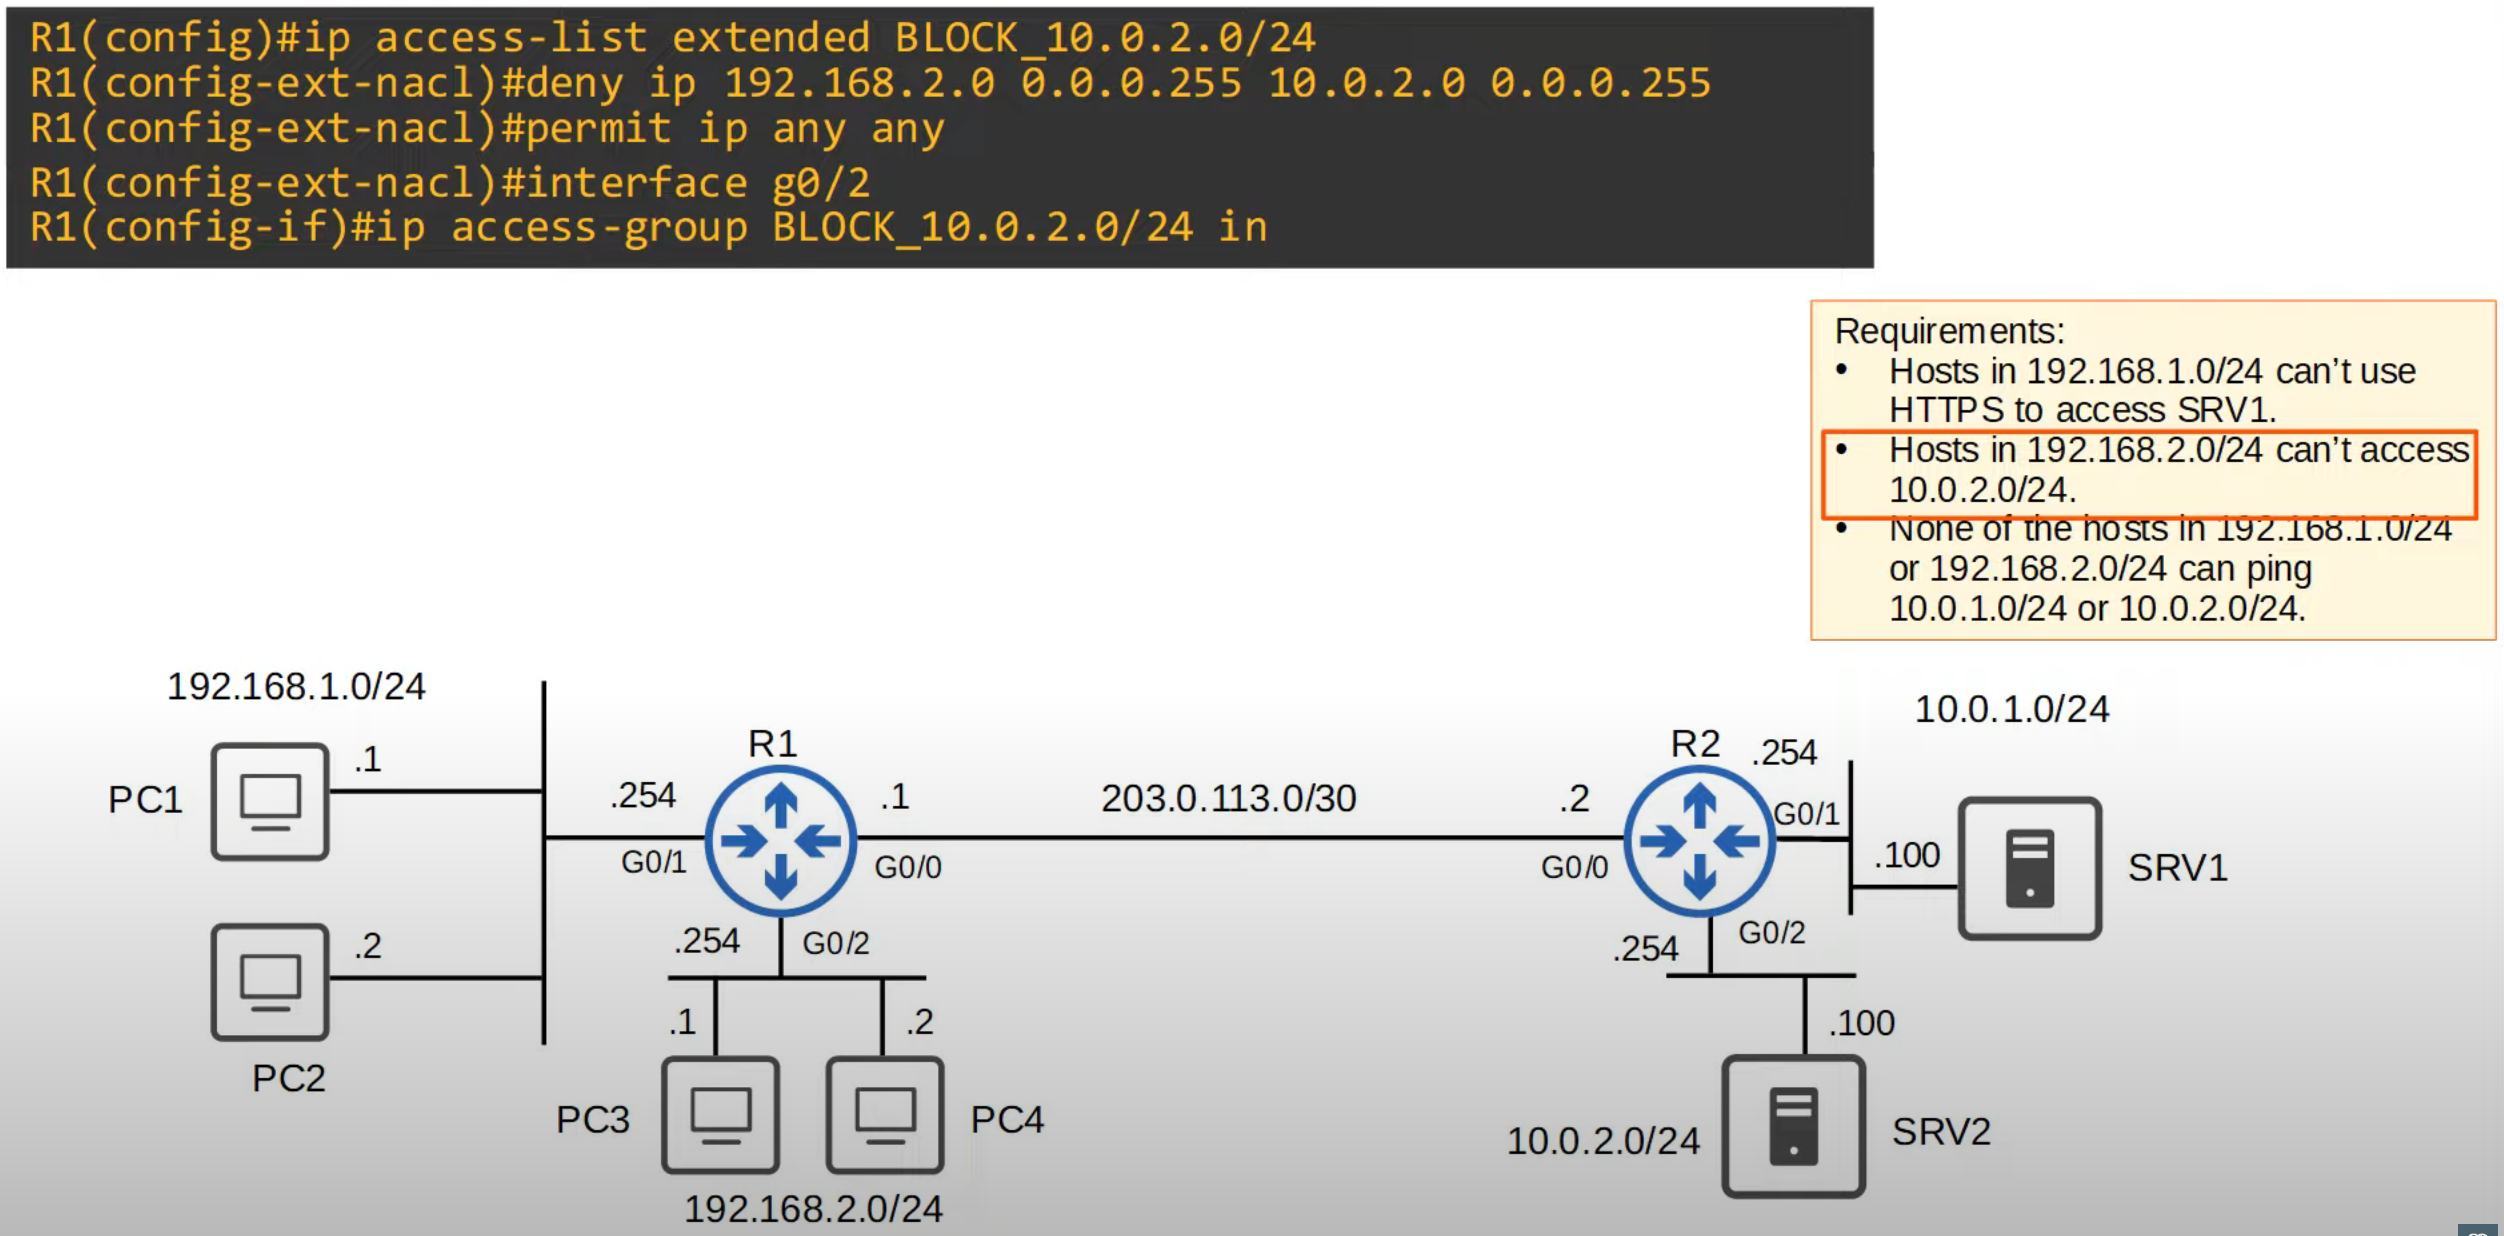 R1(config)#ip access-list extended BLOCK_10.0.2.0/24
R1(config-ext-nacl)#deny ip 192.168.2.0 0.0.0.255 10.0.2.0 0.0.0.255
R1(config-ext-nacl)#permit ip any any
R1(config-ext-nacl)#interface g0/2
R1(config-if)#ip access-group BLOCK_10.0.2.0/24 in
Requirements:
• Hosts in 192.168.1.0/24 can’t use
HTTPS to access SRV1.
• Hosts in 192.168.2.0/24 can’t access
10.0.2.0/24.
• None of the hosts in 192.168.1.0/24
or 192.168.2.0/24 can ping
10.0.1.0/24 or 10.0.2.0/24.
192.168.1.0/24
PC1
.1
PC2
.2
.254
G0/1
R1
.1
G0/0
.254
G0/2
.1
.2
PC3
PC4
192.168.2.0/24
203.0.113.0/30
.2
G0/0
R2
.254
G0/1
10.0.1.0/24
.100
SRV1
.254
G0/2
.100
10.0.2.0/24
SRV2